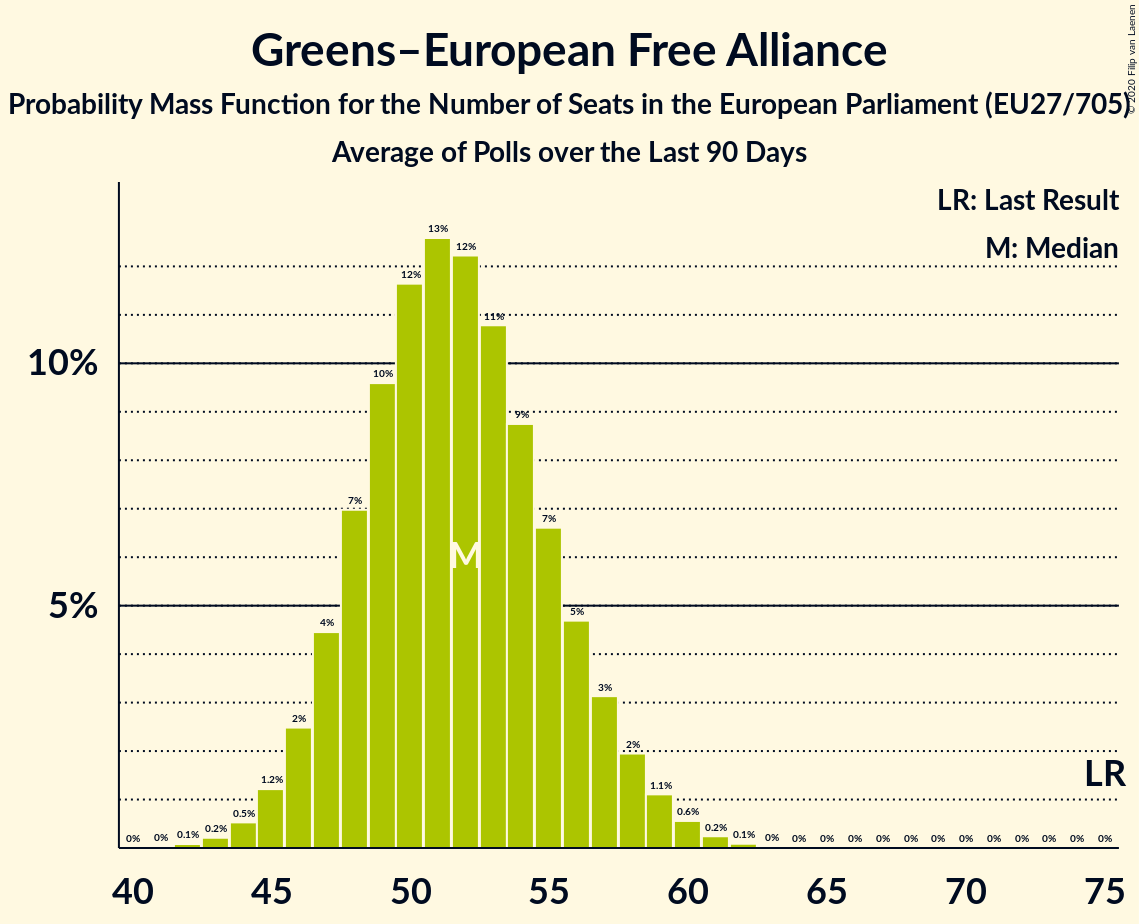 Greens–European Free Alliance
Probability Mass Function for the Number of Seats in the European Parliament (EU27/705)
Average of Polls over the Last 90 Days
© 2020 Filip van Laenen
LR: Last Result
M: Median
10%
5%
0% 0% 0.1% 0.2% 0.5% 1.2% 2% 4% 7% 10% 12% 13% 12% 11% 9% 7% 5% 3% 2% 1.1% 0.6% 0.2% 0.1% 0% 0% 0% 0% 0% 0% 0% 0% 0% 0% 0% 0% 0%
M
LR
40 45 50 55 60 65 70 75